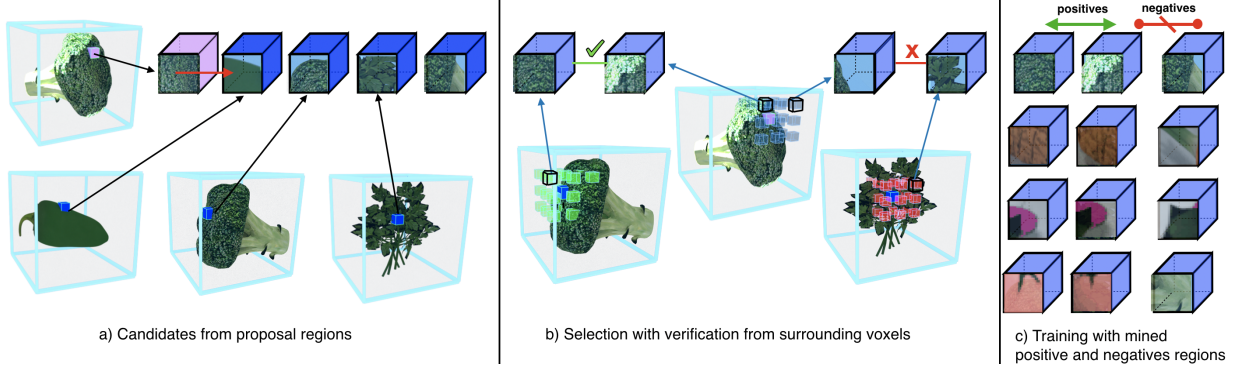 positives
negatives
X
a) Candidates from proposal regions
b) Selection with verification from surrounding voxels
c) Training with mined
positive and negatives regions